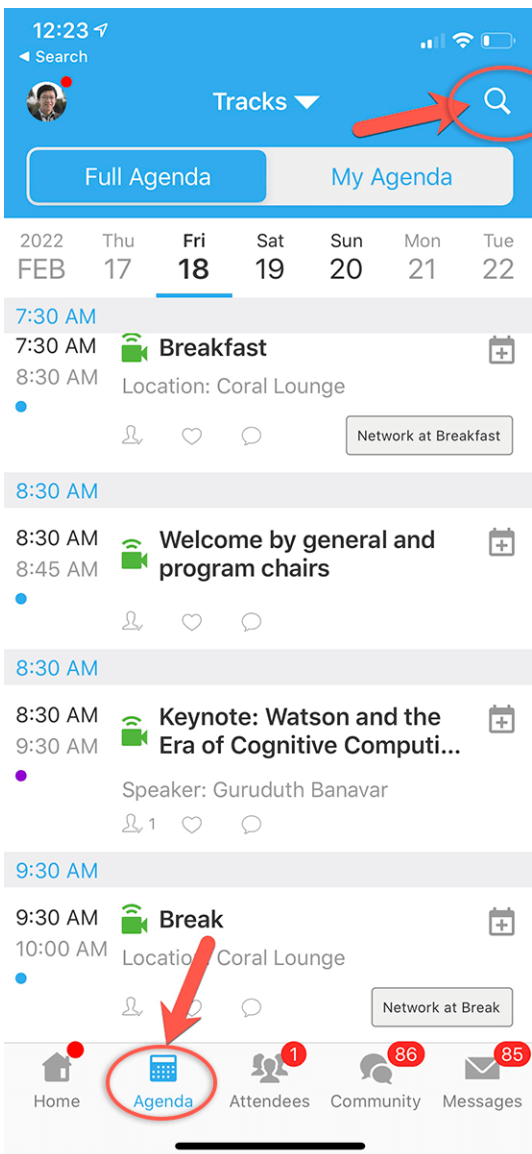 12:23
◀ Search
Tracks
Full Agenda My Agenda
2022 Thu Fri Sat Sun Mon Tue
FEB 17 18 19 20 21 22
7:30 AM
7:30 AM Breakfast
8:30 AM Location: Coral Lounge
Network at Breakfast
8:30 AM
8:30 AM Welcome by general and
8:45 AM program chairs
8:30 AM
8:30 AM Keynote: Watson and the
9:30 AM Era of Cognitive Computi...
Speaker: Guruduth Banavar
1
9:30 AM
9:30 AM Break
10:00 AM Location: Coral Lounge
Network at Break
1 86 85
Home Agenda Attendees Community Messages